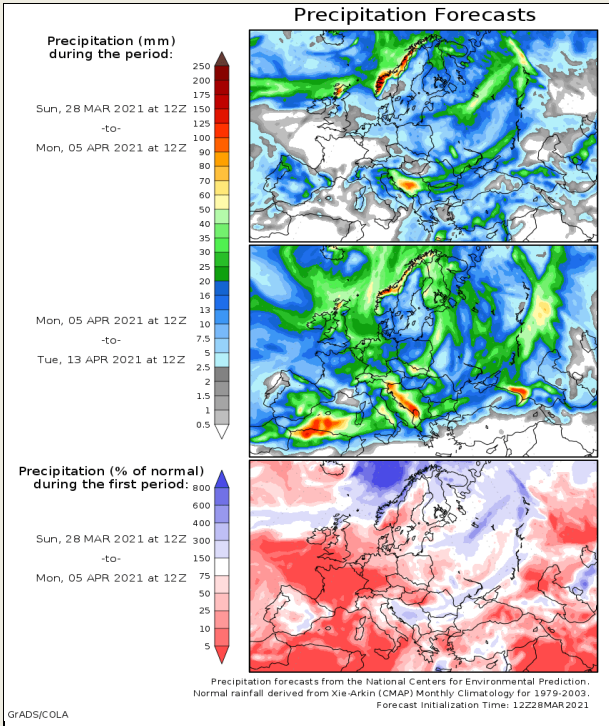 Precipitation Forecasts
Precipitation (mm)
during the period:
250
200
175
150
125
100
90
80
70
60
50
40
35
30
25
20
16
13
10
7.5
5
2.5
2
1.5
1
0.5
Sun, 28 MAR 2021 at 12Z
-to-
Mon, 05 APR 2021 at 12Z
Mon, 05 APR 2021 at 12Z
-to-
Tue, 13 APR 2021 at 12Z
Precipitation (% of normal)
during the first period:
800
600
400
300
150
75
50
25
10
5
Sun, 28 MAR 2021 at 12Z
-to-
Mon, 05 APR 2021 at 12Z
Precipitation forecasts from the National Centers for Environmental Prediction.
Normal rainfall derived from Xie-Arkin (CMAP) Monthly Climatology for 1979-2003.
Forecast Initialization Time: 12Z28MAR2021
GrADS/COLA